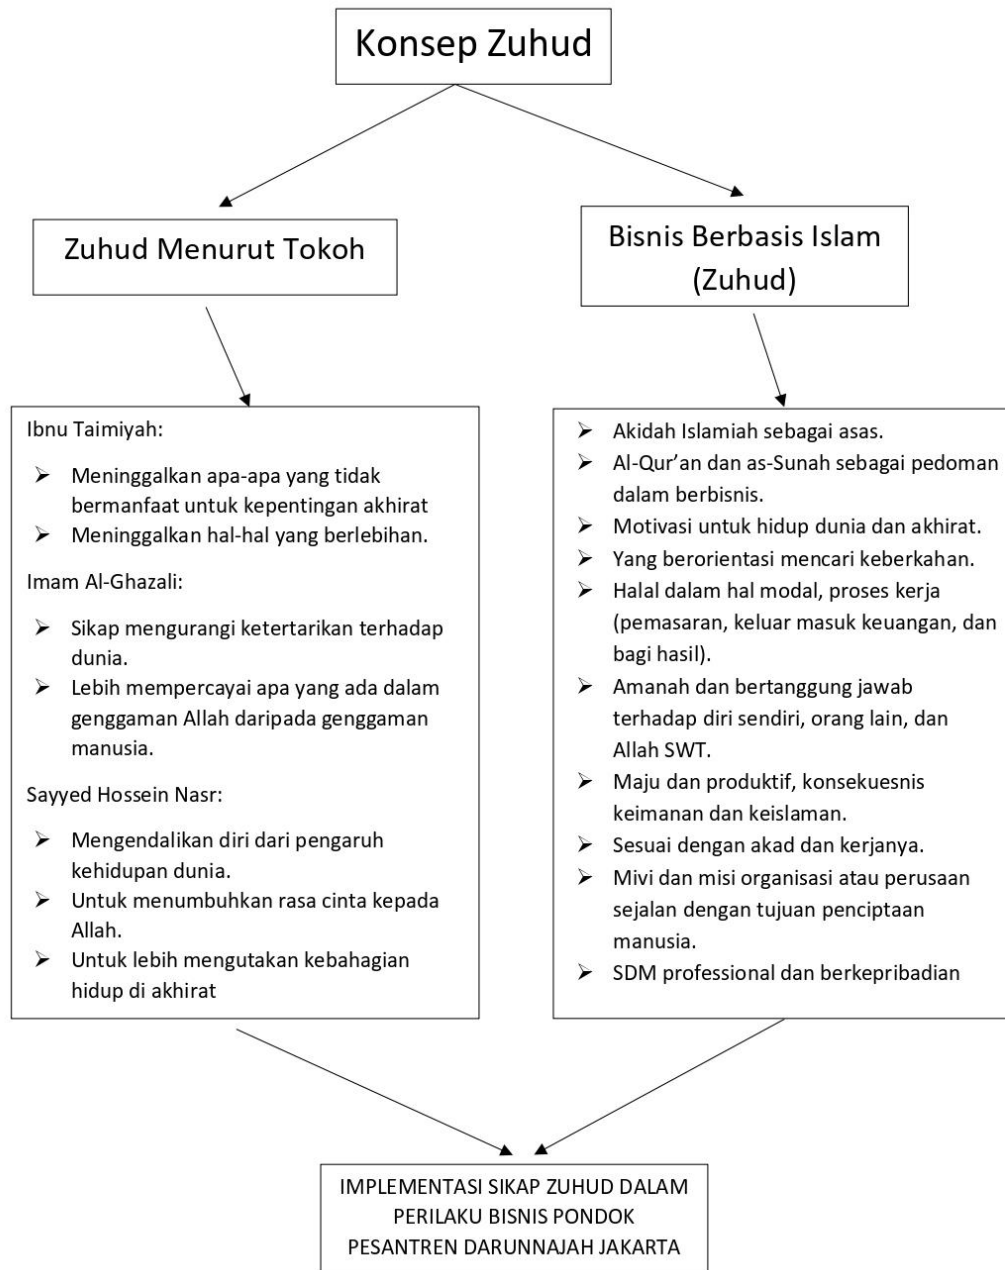 Konsep Zuhud
Zuhud Menurut Tokoh
Bisnis Berbasis Islam
(Zuhud)
Ibnu Taimiyah:
➢ Meninggalkan apa-apa yang tidak
bermanfaat untuk kepentingan akhirat
➢ Meninggalkan hal-hal yang berlebihan.
Imam Al-Ghazali:
➢ Sikap mengurangi ketertarikan terhadap
dunia.
➢ Lebih mempercayai apa yang ada dalam
genggaman Allah daripada genggaman
manusia.
Sayyed Hossein Nasr:
➢ Mengendalikan diri dari pengaruh
kehidupan dunia.
➢ Untuk menumbuhkan rasa cinta kepada
Allah.
➢ Untuk lebih mengutakan kebahagian
hidup di akhirat
➢ Akidah Islamiah sebagai asas.
➢ Al-Qur’an dan as-Sunah sebagai pedoman
dalam berbisnis.
➢ Motivasi untuk hidup dunia dan akhirat.
➢ Yang berorientasi mencari keberkahan.
➢ Halal dalam hal modal, proses kerja
(pemasaran, keluar masuk keuangan, dan
bagi hasil).
➢ Amanah dan bertanggung jawab
terhadap diri sendiri, orang lain, dan
Allah SWT.
➢ Maju dan produktif, konsekuesnis
keimanan dan keislaman.
➢ Sesuai dengan akad dan kerjanya.
➢ Mivi dan misi organisasi atau perusaan
sejalan dengan tujuan penciptaan
manusia.
➢ SDM professional dan berkepribadian
IMPLEMENTASI SIKAP ZUHUD DALAM
PERILAKU BISNIS PONDOK
PESANTREN DARUNNAJAH JAKARTA